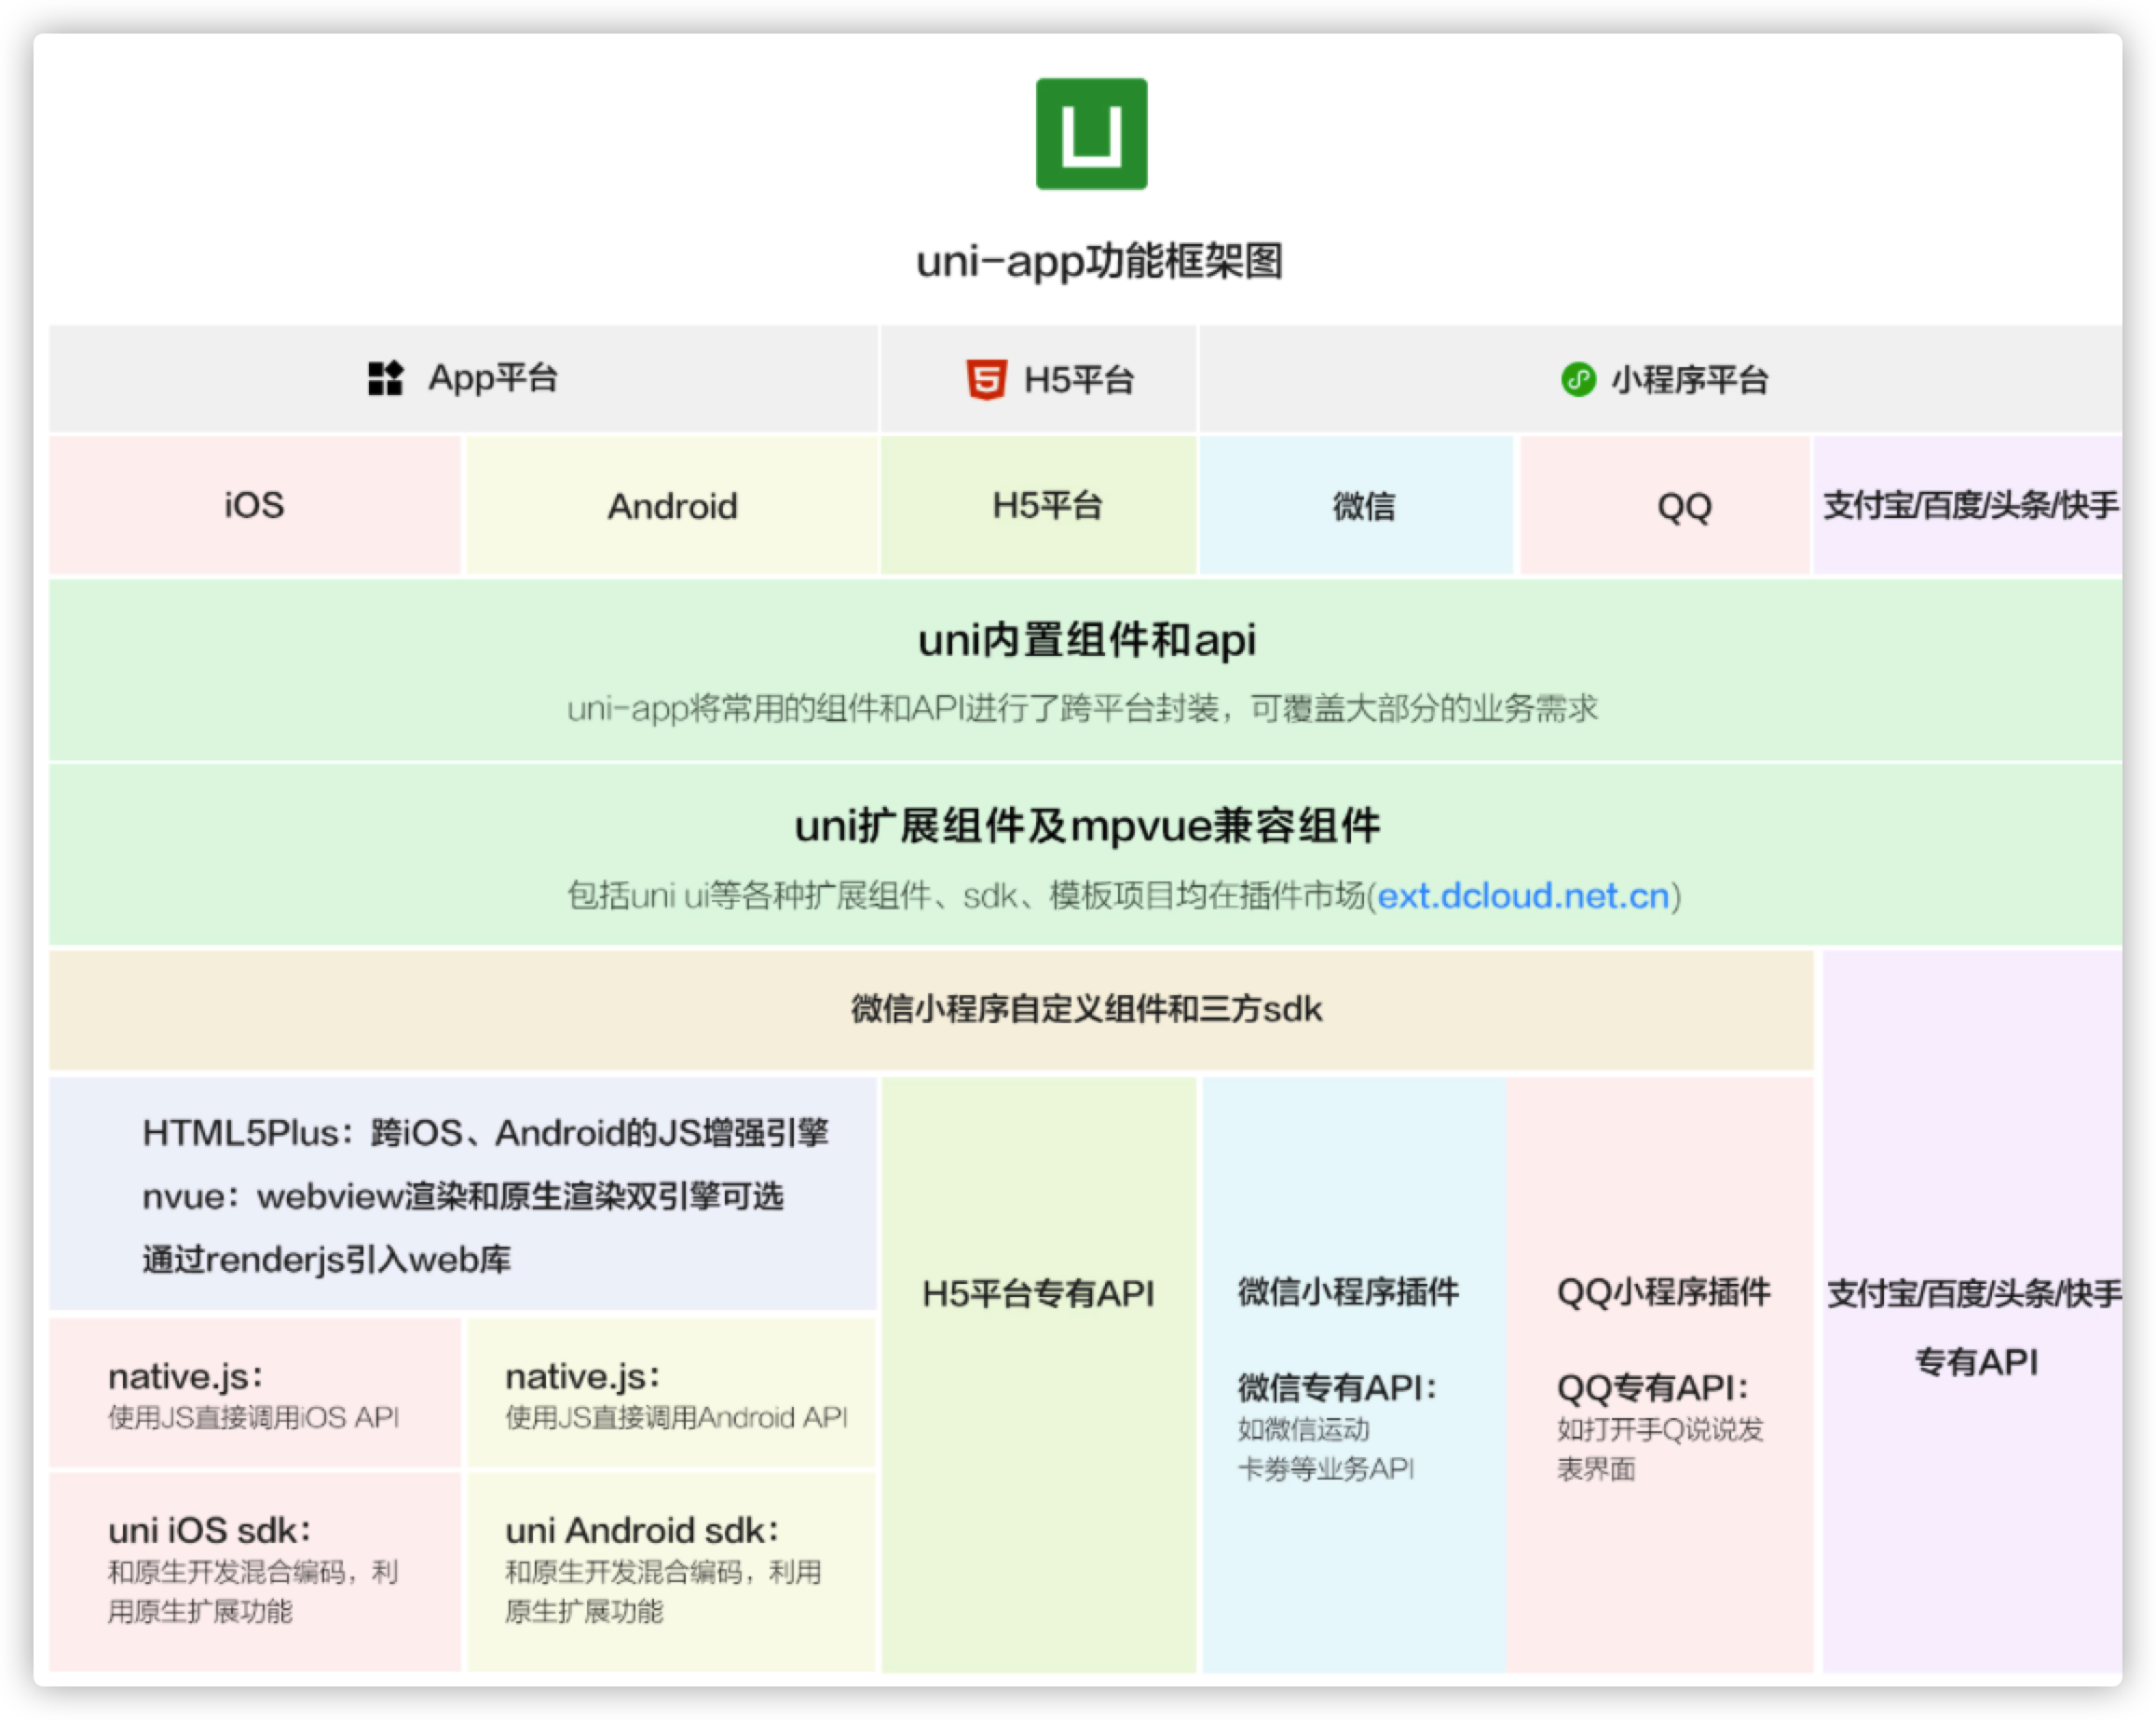 uni-app功能框架图
App平台
H5平台
小程序平台
iOS
Android
H5平台
微信
QQ
支付宝/百度/头条/快手
uni内置组件和api
uni-app将常用的组件和API进行了跨平台封装，可覆盖大部分的业务需求
uni扩展组件及mpvue兼容组件
包括uni ui等各种扩展组件、sdk、模板项目均在插件市场(ext.dcloud.net.cn)
微信小程序自定义组件和三方sdk
HTML5Plus：跨iOS、Android的JS增强引擎
nvue：webview渲染和原生渲染双引擎可选
通过renderjs引入web库
native.js：
使用JS直接调用iOS API
native.js：
使用JS直接调用Android API
uni iOS sdk：
和原生开发混合编码，利
用原生扩展功能
uni Android sdk：
和原生开发混合编码，利用
原生扩展功能
H5平台专有API
微信小程序插件
微信专有API：
如微信运动
卡劵等业务API
QQ小程序插件
QQ专有API：
如打开手Q说说发
表界面
支付宝/百度/头条/快手
专有API